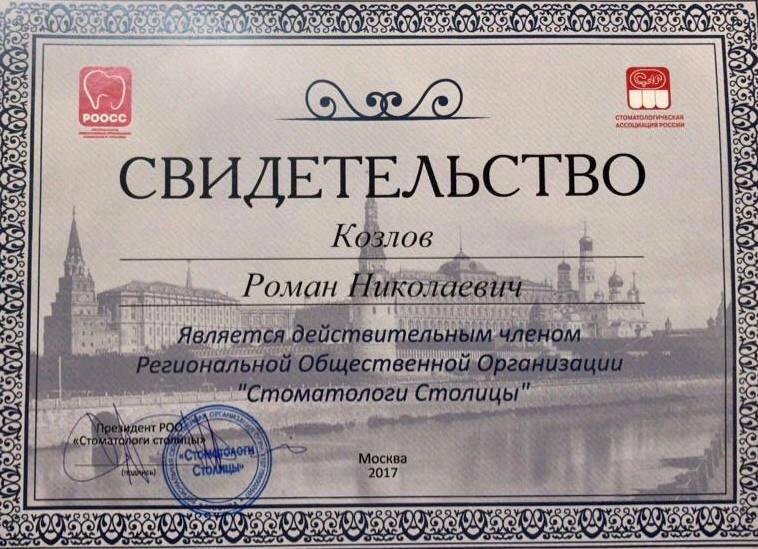 РООСС
СТОМАТОЛОГИЧЕСКАЯ
АССОЦИАЦИЯ РОССИИ
СВИДЕТЕЛЬСТВО
Козлов
Роман Николаевич
Является действительным членом
Региональной Общественной Организации
"Стоматологи Столицы"
Президент РОО
«Стоматологи столицы»
(подпись)
«Стоматологи
Столицы»
Москва
2017